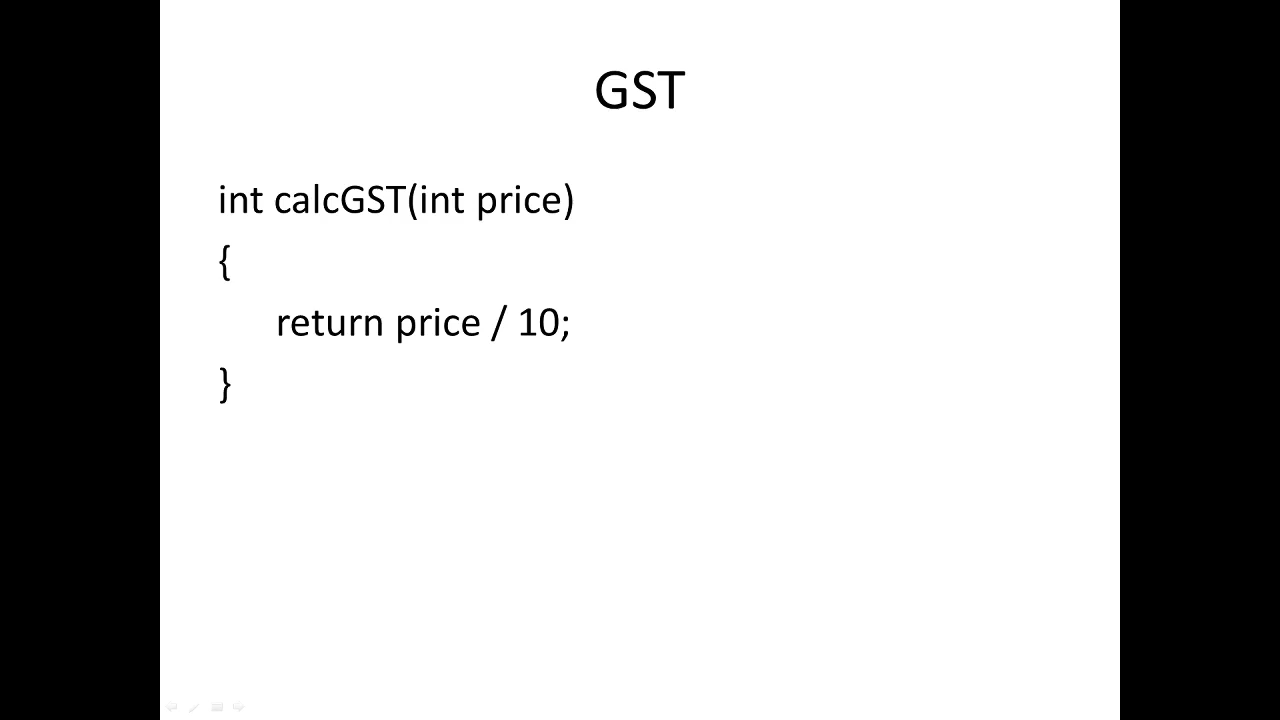 GST
int calcGST(int price)
{
return price / 10;
}